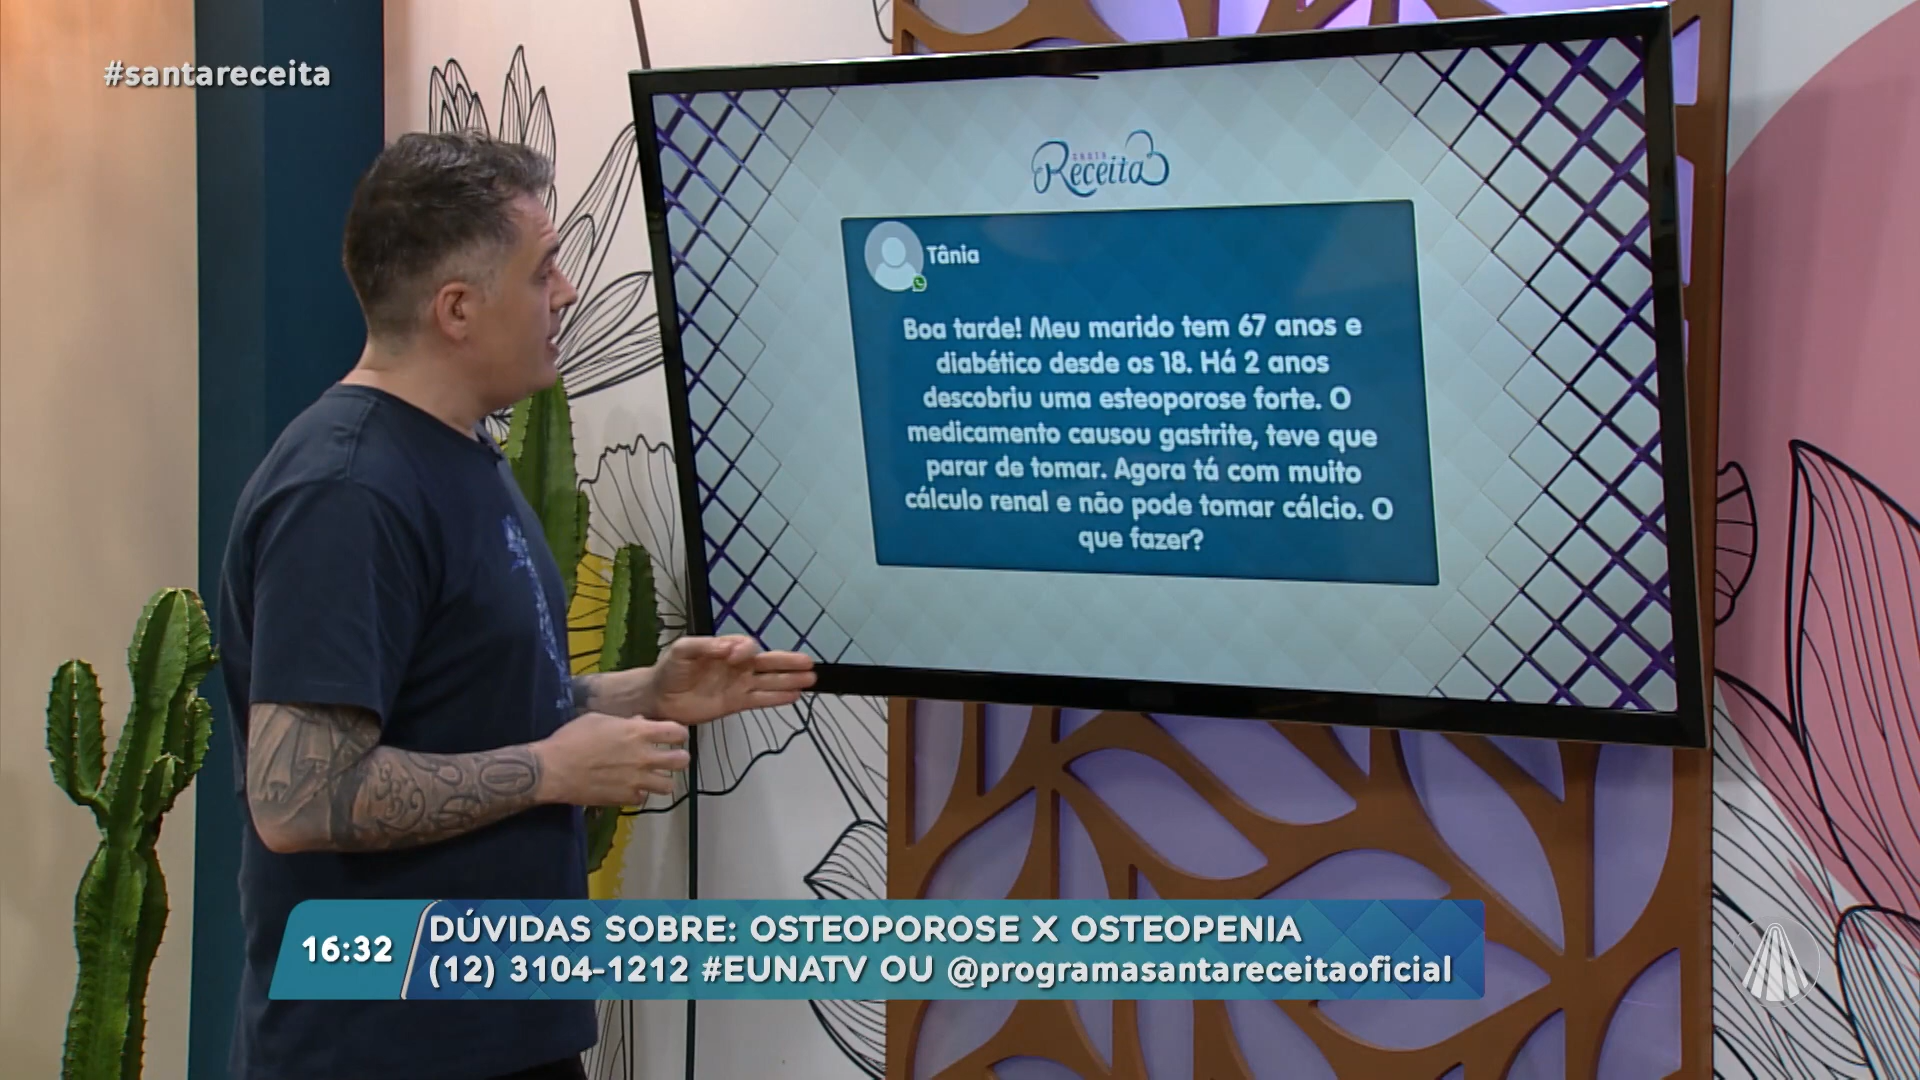 #santareceita
SANTA
Receita
Tânia
Boa tarde! Meu marido tem 67 anos e
diabético desde os 18. Há 2 anos
descobriu uma esteoporose forte. O
medicamento causou gastrite, teve que
parar de tomar. Agora tá com muito
cálculo renal e não pode tomar cálcio. O
que fazer?
16:32
DÚVIDAS SOBRE: OSTEOPOROSE X OSTEOPENIA
(12) 3104-1212 #EUNATV OU @programasantareceitaoficial